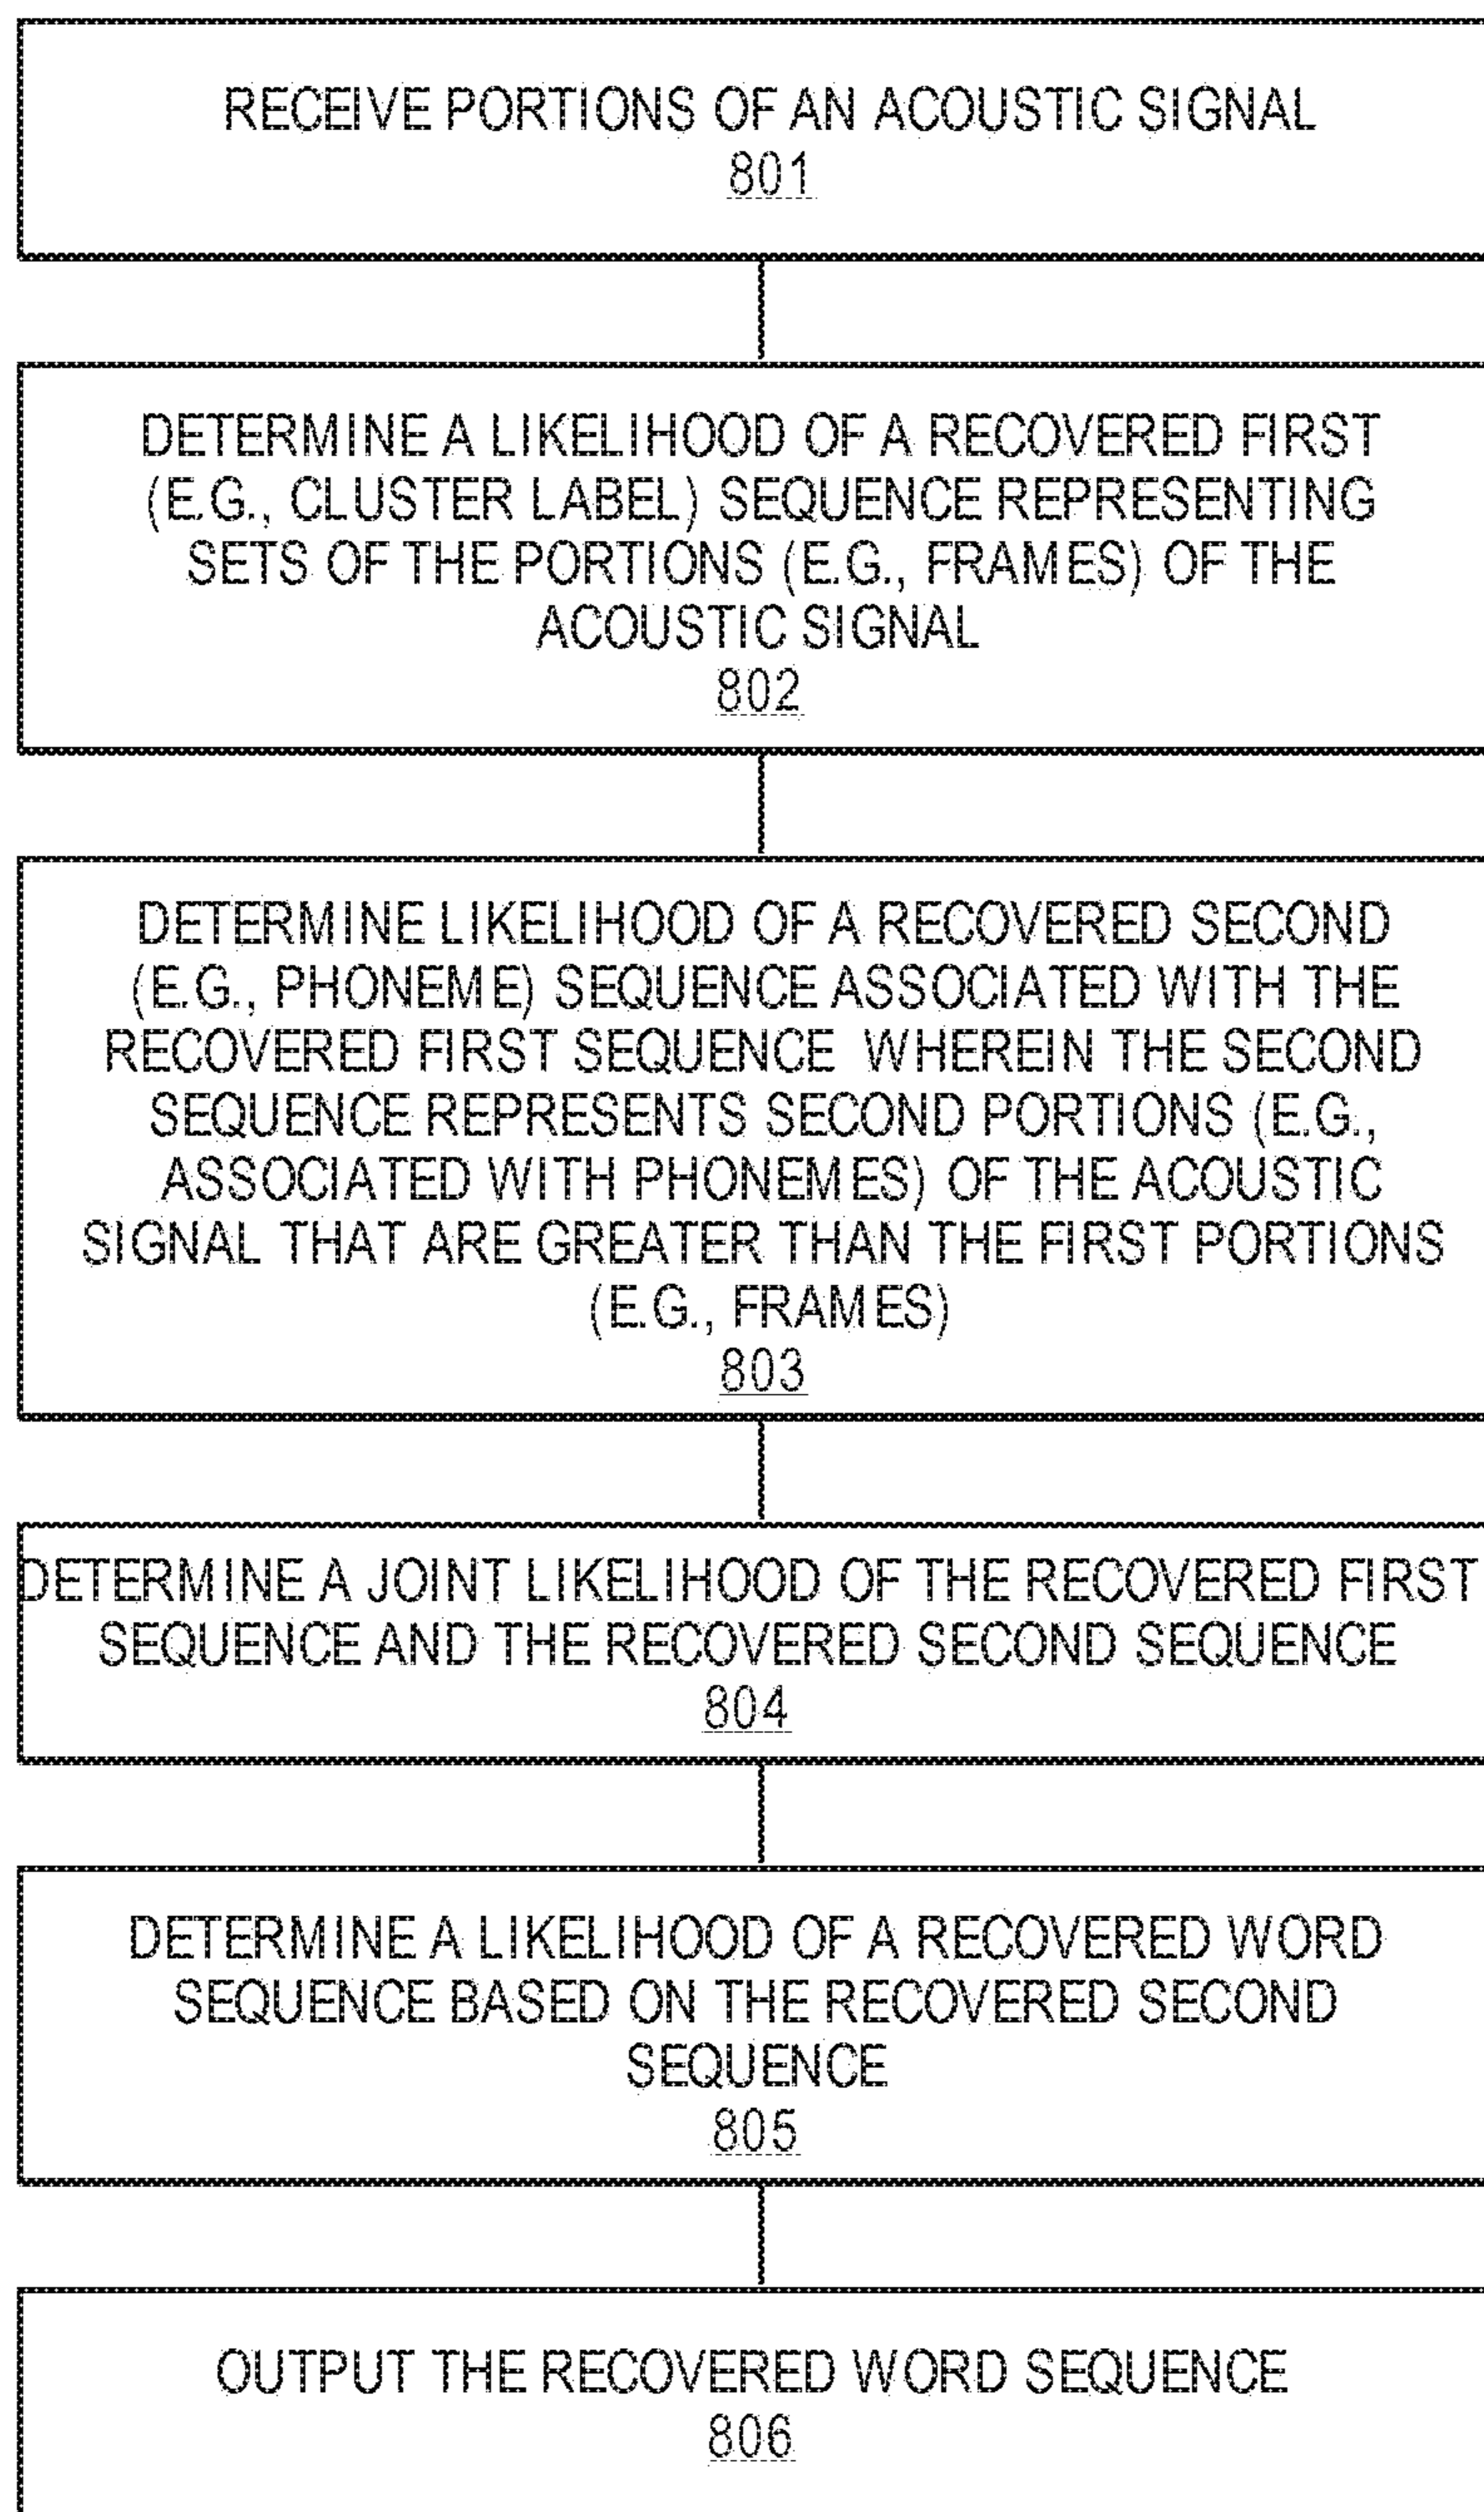 RECEIVE PORTIONS OF AN ACOUSTIC SIGNAL
801
DETERMINE A LIKELIHOOD OF A RECOVERED FIRST
(E.G., CLUSTER LABEL) SEQUENCE REPRESENTING
SETS OF THE PORTIONS (E.G., FRAMES) OF THE
ACOUSTIC SIGNAL
802
DETERMINE LIKELIHOOD OF A RECOVERED SECOND
(E.G., PHONEME) SEQUENCE ASSOCIATED WITH THE
RECOVERED FIRST SEQUENCE WHEREIN THE SECOND
SEQUENCE REPRESENTS SECOND PORTIONS (E.G.,
ASSOCIATED WITH PHONEMES) OF THE ACOUSTIC
SIGNAL THAT ARE GREATER THAN THE FIRST PORTIONS
(E.G., FRAMES)
803
DETERMINE A JOINT LIKELIHOOD OF THE RECOVERED FIRST
SEQUENCE AND THE RECOVERED SECOND SEQUENCE
804
DETERMINE A LIKELIHOOD OF A RECOVERED WORD
SEQUENCE BASED ON THE RECOVERED SECOND
SEQUENCE
805
OUTPUT THE RECOVERED WORD SEQUENCE
806